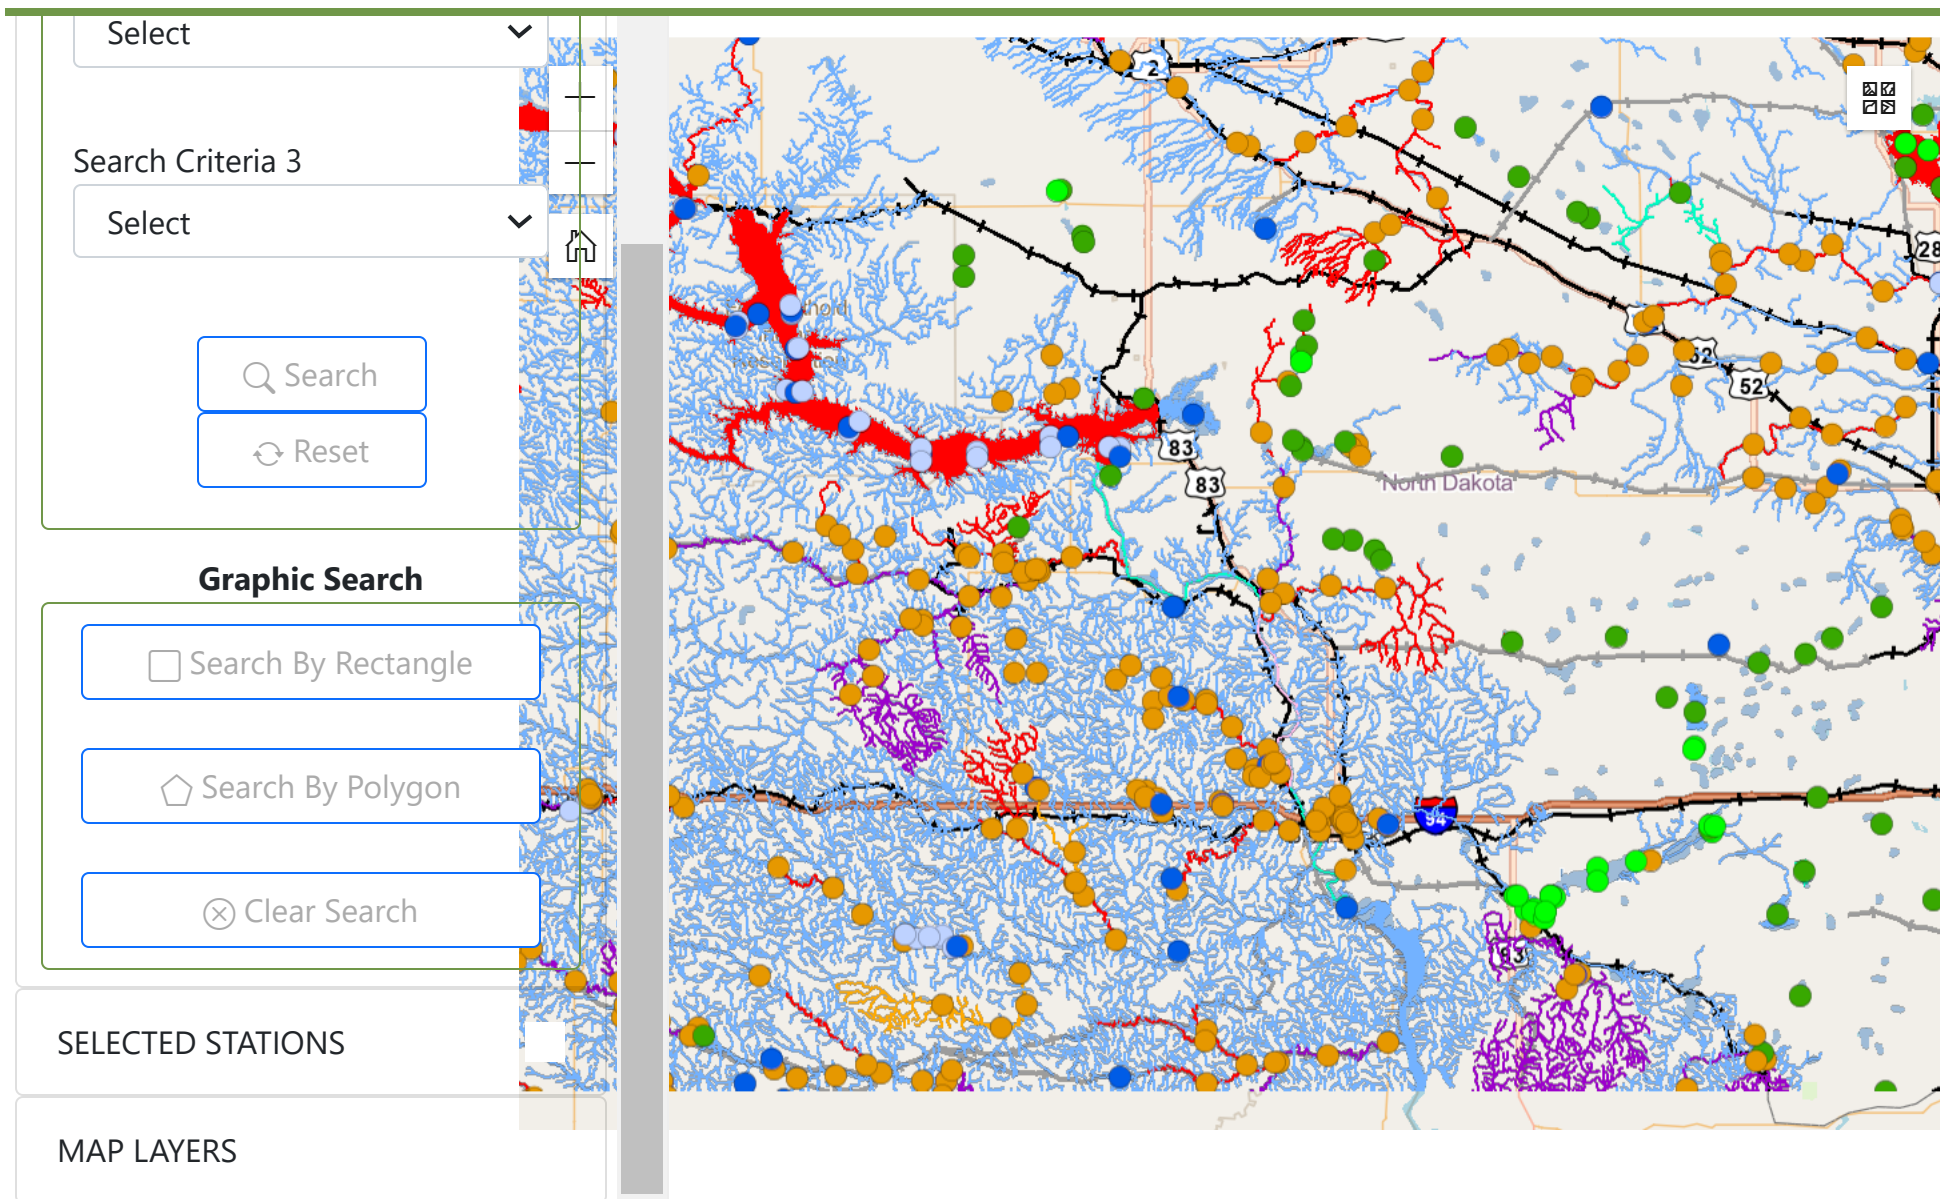 Select
Search Criteria 3
Select
Search
Reset
Graphic Search
Search By Rectangle
Search By Polygon
Clear Search
SELECTED STATIONS
MAP LAYERS
2
28
52
52
83
83
North Dakota
94
83